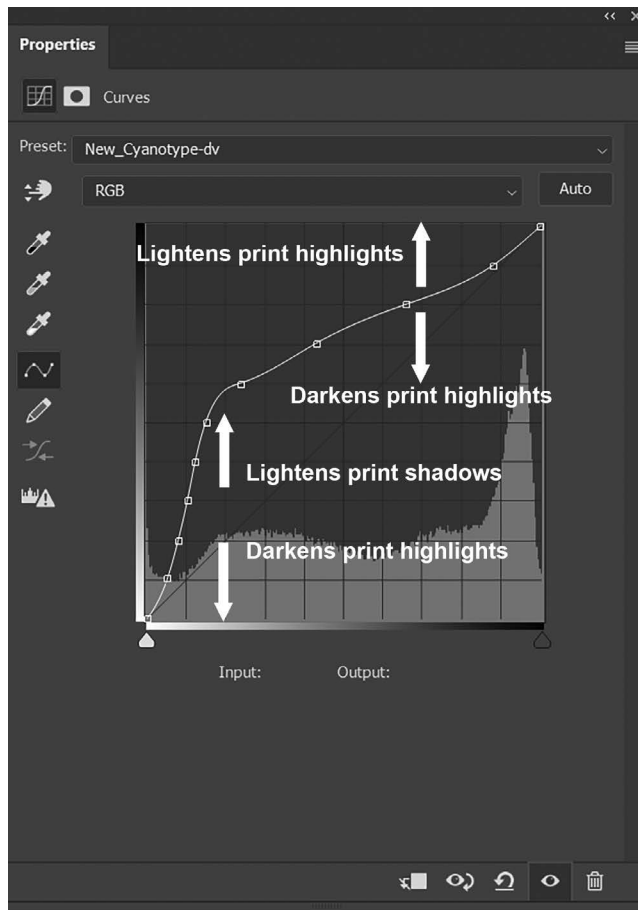 Properties
Curves
Preset: New_Cyanotype-dv
RGB Auto
Lightens print highlights
Darkens print highlights
Lightens print shadows
Darkens print highlights
Input: Output: